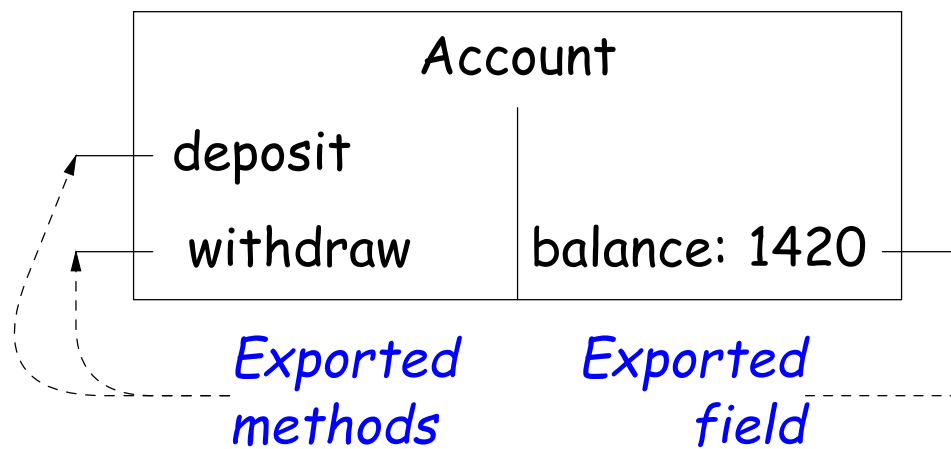 Account
deposit
withdraw
balance: 1420
Exported
methods
Exported
field